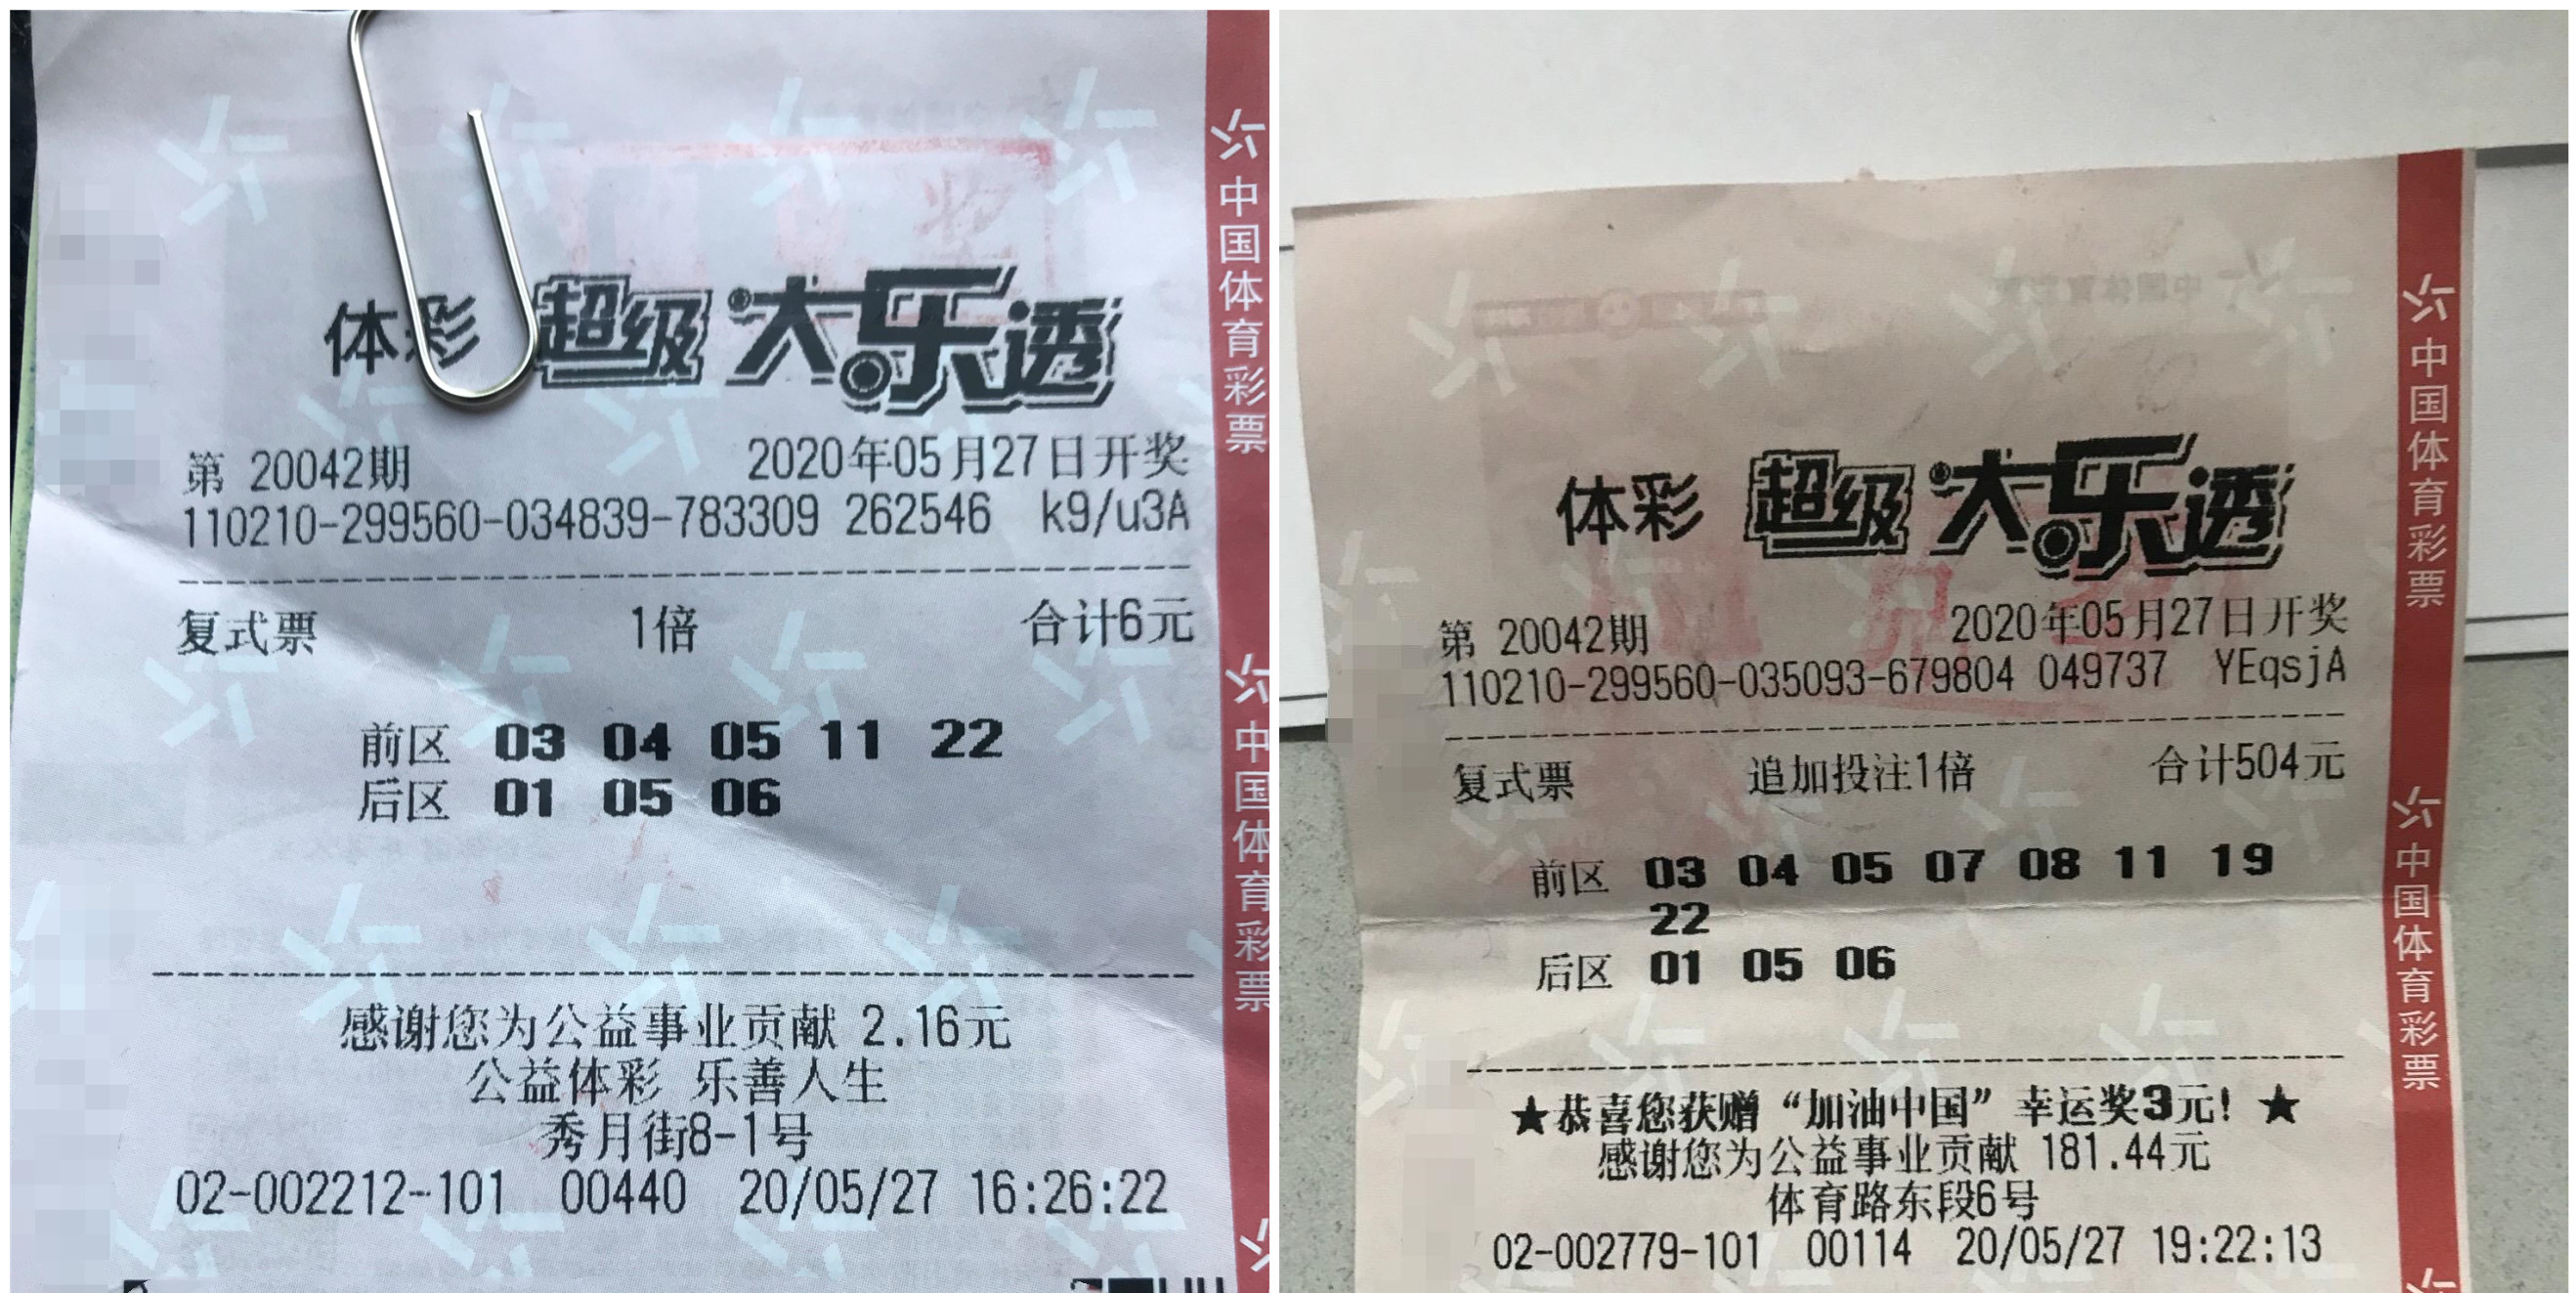 体彩 超级大乐透
第 20042期 2020年05月27日开奖
110210-299560-034839-783309 262546 k9/u3A
复式票 1倍 合计6元
前区 03 04 05 11 22
后区 01 05 06
感谢您为公益事业贡献 2.16元
公益体彩 乐善人生
秀月街8-1号
02-002212-101 00440 20/05/27 16:26:22
中国体育彩票
中国体育彩票
体彩 超级大乐透
第 20042期 2020年05月27日开奖
110210-299560-035093-679804 049737 YEqsjA
复式票 追加投注1倍 合计504元
前区 03 04 05 07 08 11 19
22
后区 01 05 06
★恭喜您获赠“加油中国”幸运奖3元！★
感谢您为公益事业贡献 181.44元
体育路东段6号
02-002779-101 00114 20/05/27 19:22:13
中国体育彩票
中国体育彩票